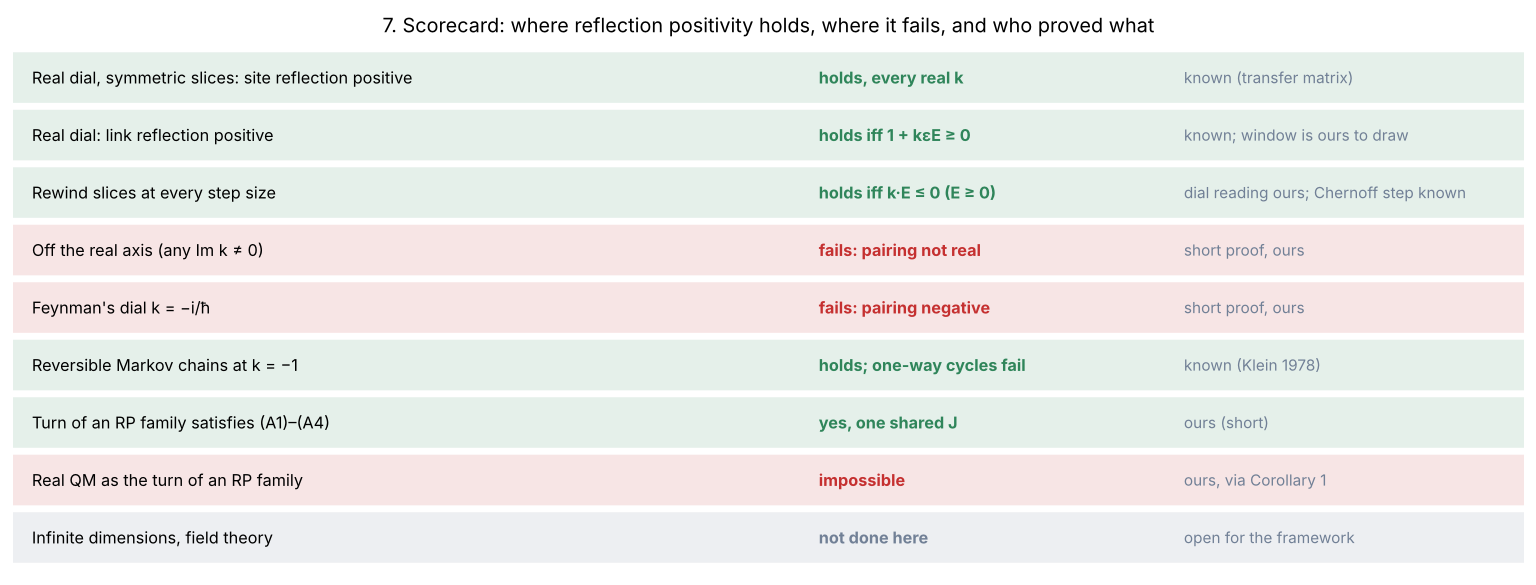 7. Scorecard: where reflection positivity holds, where it fails, and who proved what
Real dial, symmetric slices: site reflection positive holds, every real k known (transfer matrix)
Real dial: link reflection positive holds iff 1 + kεE ≥ 0 known; window is ours to draw
Rewind slices at every step size holds iff k·E ≤ 0 (E ≥ 0) dial reading ours; Chernoff step known
Off the real axis (any Im k ≠ 0) fails: pairing not real short proof, ours
Feynman's dial k = −i/ħ fails: pairing negative short proof, ours
Reversible Markov chains at k = −1 holds; one-way cycles fail known (Klein 1978)
Turn of an RP family satisfies (A1)–(A4) yes, one shared J ours (short)
Real QM as the turn of an RP family impossible ours, via Corollary 1
Infinite dimensions, field theory not done here open for the framework